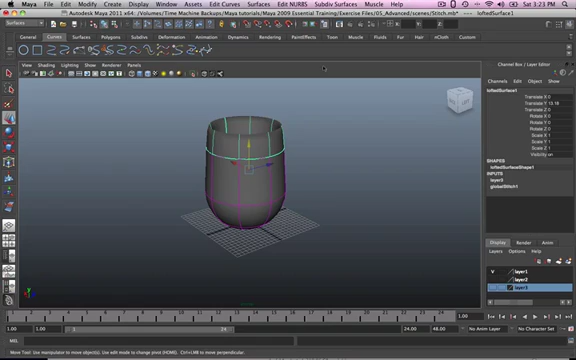 Maya File Edit Modify Create Display Window Assets Edit Curves Surfaces Edit NURBS Subdiv Surfaces Muscle Sat 5:23 PM
Autodesk Maya 2011 x64: /Volumes/Time Machine Backups/Maya tutorials/Maya 2009 Essential Training/Exercise Files/05_Advanced/scenes/Stitch.mb* --- loftedSurface1
Surfaces
General Curves Surfaces Polygons Subdivs Deformation Animation Dynamics Rendering PaintEffects Toon Muscle Fluids Fur Hair nCloth Custom
View Shading Lighting Show Renderer Panels
Channel Box / Layer Editor
Channels Edit Object Show
loftedSurface1
Translate X 0
Translate Y 13.18
Translate Z 0
Rotate X 0
Rotate Y 0
Rotate Z 0
Scale X 1
Scale Y 1
Scale Z 1
Visibility on
SHAPES
loftedSurfaceShape1
INPUTS
layer3
globalStitch1
Display Render Anim
Layers Options Help
V layer1
layer2
layer3
1.00
1.00 1.00 1 24 24.00 48.00 No Anim Layer No Character Set
MEL
Move Tool: Use manipulator to move object(s). Use edit mode to change pivot (HOME). Ctrl+LMB to move perpendicular.